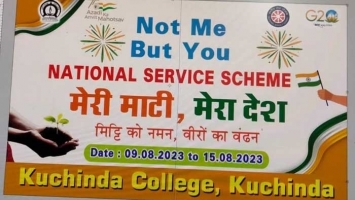 Azadi Ka
Amrit Mahotsav
G20
Not Me
But You
NATIONAL SERVICE SCHEME
मेरी माटी, मेरा देश
मिट्टि को नमन, वीरों का वंढन
Date : 09.08.2023 to 15.08.2023
Kuchinda College, Kuchinda